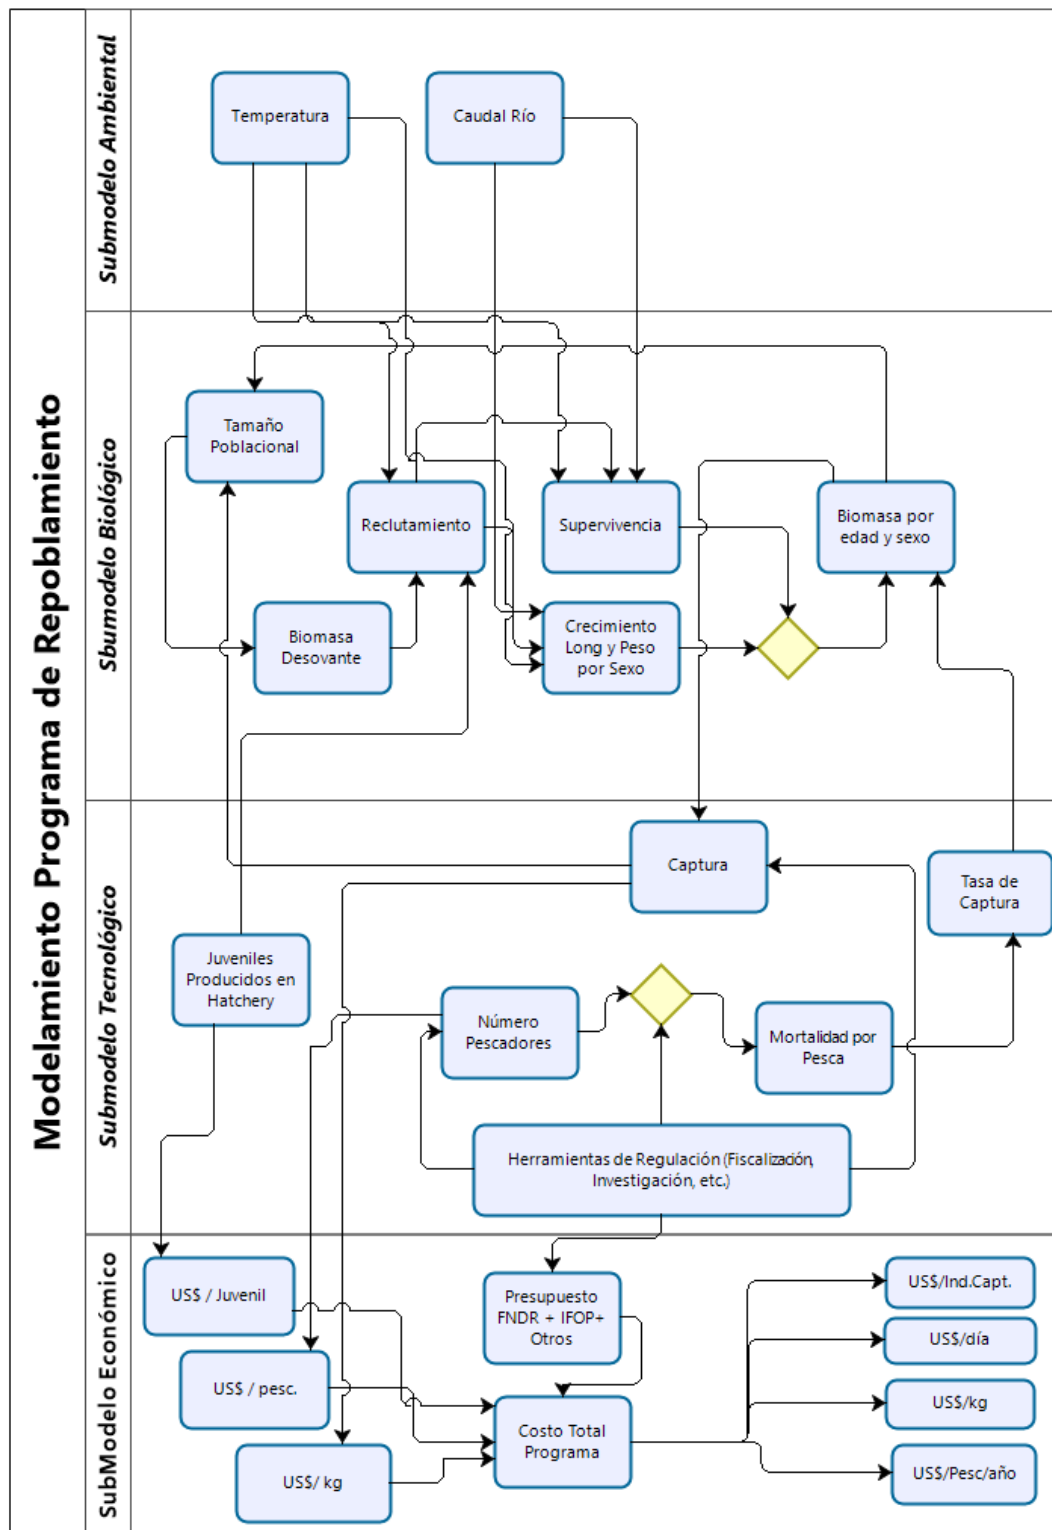 Modelamiento Programa de Repoblamiento
Submodelo Ambiental
Temperatura
Caudal Río
Sbumodelo Biológico
Tamaño
Poblacional
Reclutamiento
Supervivencia
Biomasa por
edad y sexo
Biomasa
Desovante
Crecimiento
Long y Peso
por Sexo
Submodelo Tecnológico
Captura
Tasa de
Captura
Juveniles
Producidos en
Hatchery
Número
Pescadores
Mortalidad por
Pesca
Herramientas de Regulación (Fiscalización,
Investigación, etc.)
SubModelo Económico
US$ / Juvenil
Presupuesto
FNDR + IFOP+
Otros
US$/Ind.Capt.
US$/día
US$ / pesc.
US$/kg
Costo Total
Programa
US$/ kg
US$/Pesc/año